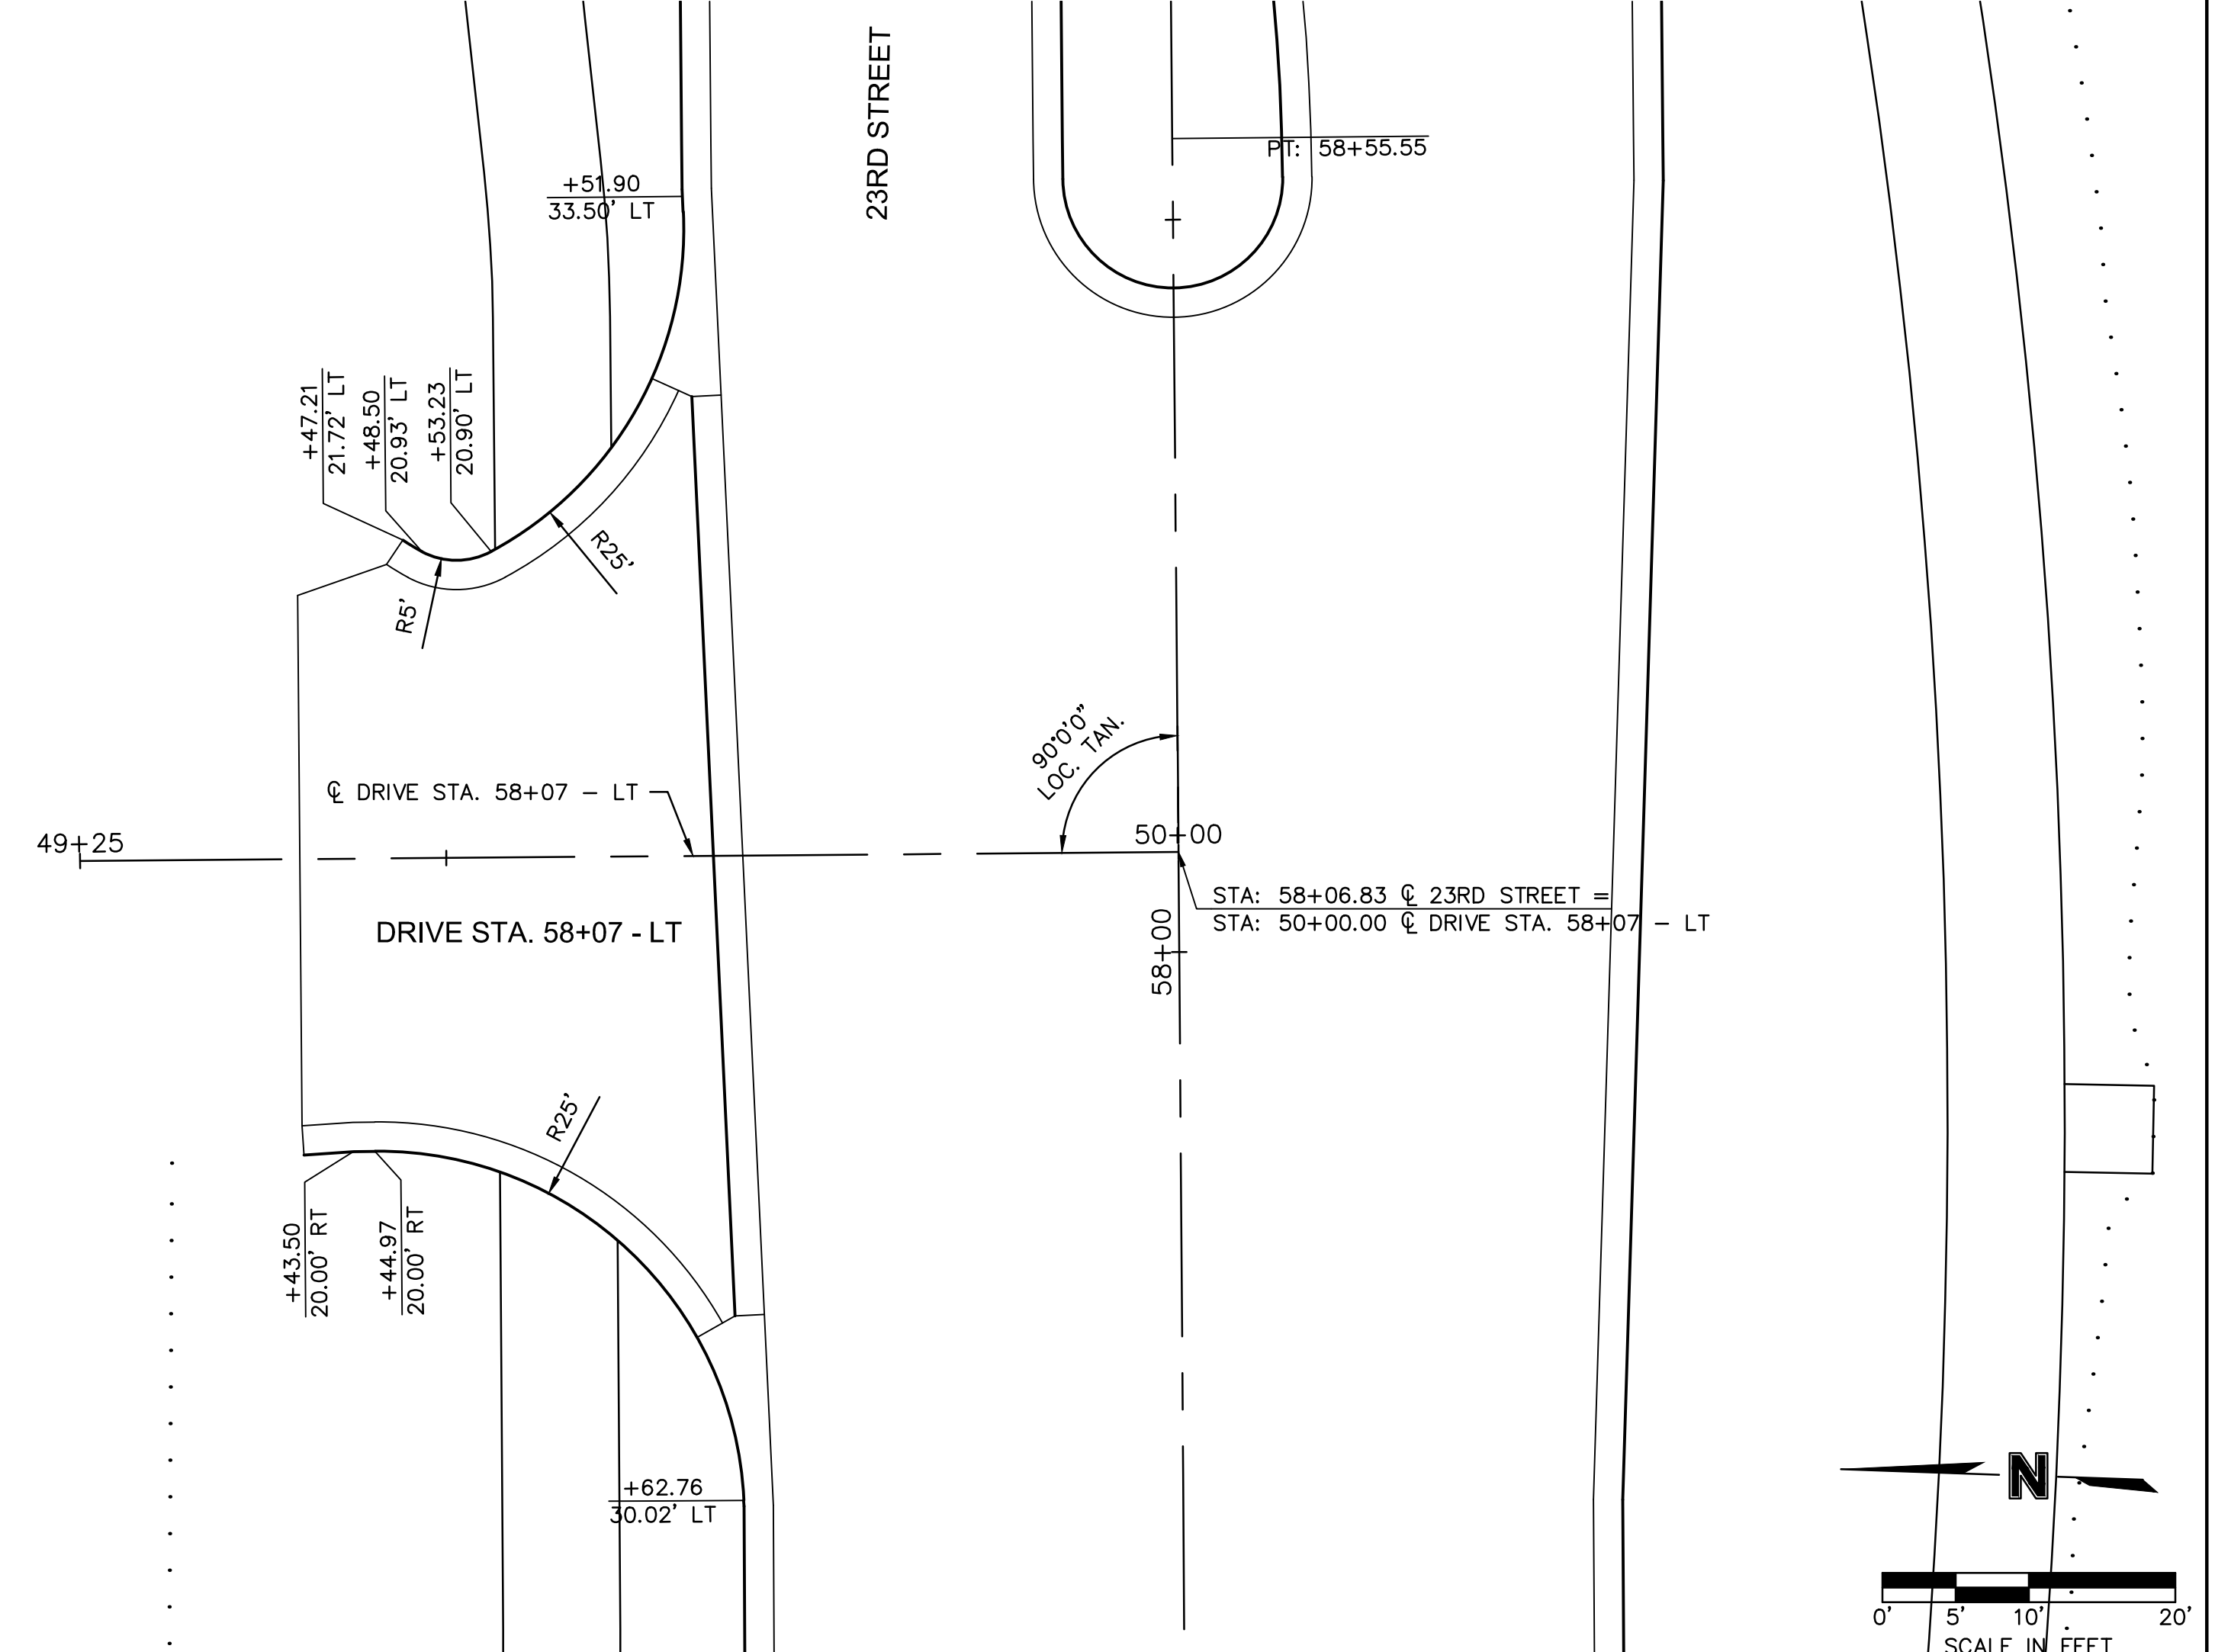 23RD STREET
PT: 58+55.55
+51.90
33.50' LT
+47.21
21.72' LT
+48.50
20.93' LT
+53.23
20.90' LT
R25'
R5'
90°0'0"
LOC. TAN.
℄ DRIVE STA. 58+07 - LT
49+25
50+00
STA: 58+06.83 ℄ 23RD STREET =
STA: 50+00.00 ℄ DRIVE STA. 58+07 - LT
DRIVE STA. 58+07 - LT
58+00
R25'
+43.50
20.00' RT
+44.97
20.00' RT
+62.76
30.02' LT
N
0' 5' 10' 20'
SCALE IN FEET